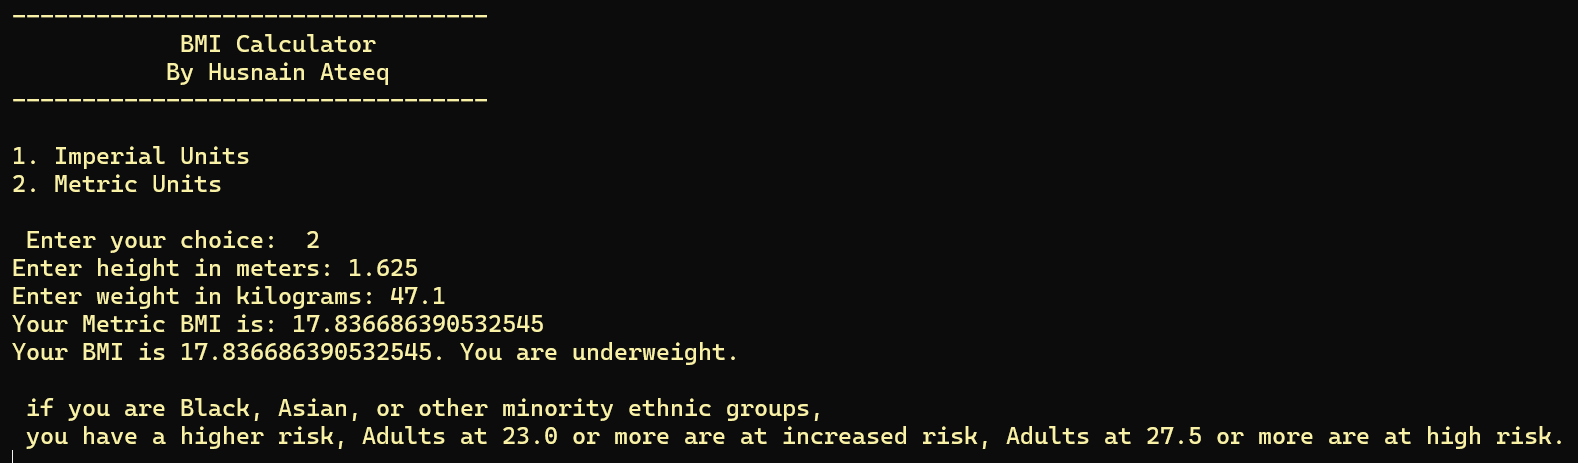 ----------------------------------
BMI Calculator
By Husnain Ateeq
----------------------------------
1. Imperial Units
2. Metric Units
Enter your choice:  2
Enter height in meters: 1.625
Enter weight in kilograms: 47.1
Your Metric BMI is: 17.836686390532545
Your BMI is 17.836686390532545. You are underweight.
if you are Black, Asian, or other minority ethnic groups,
you have a higher risk, Adults at 23.0 or more are at increased risk, Adults at 27.5 or more are at high risk.